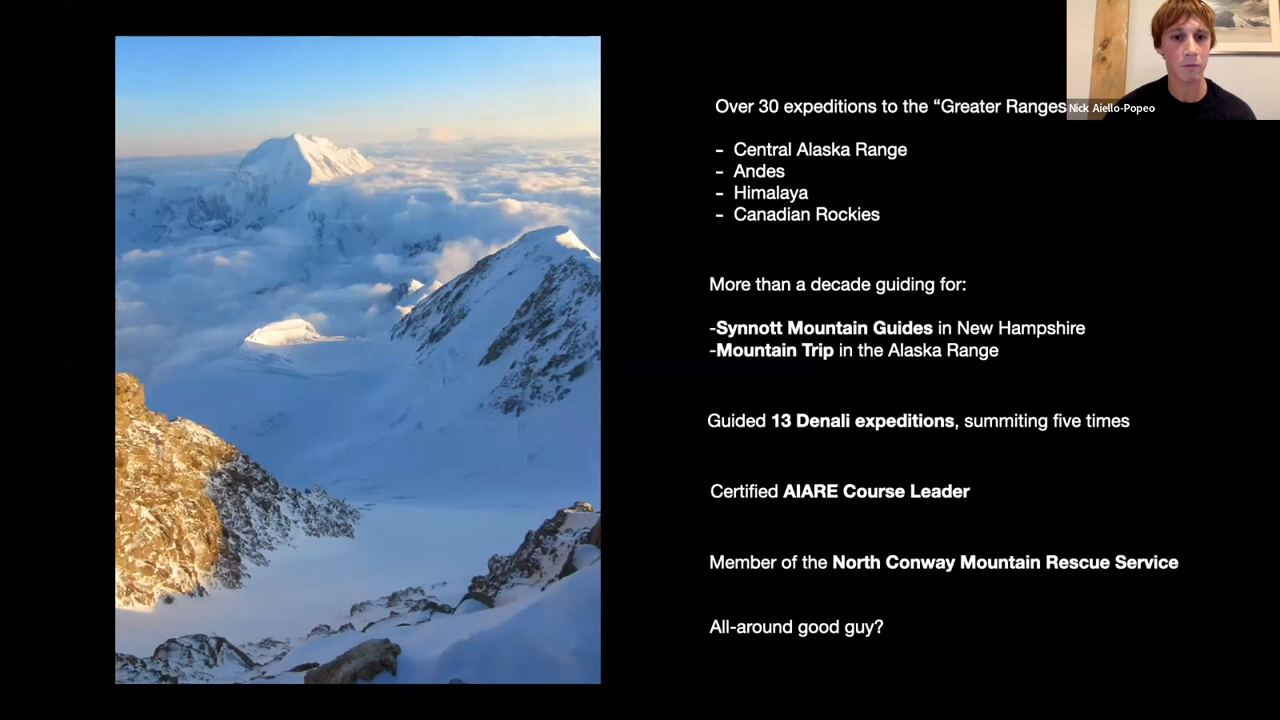 Over 30 expeditions to the “Greater Ranges
Nick Aiello-Popeo
- Central Alaska Range
- Andes
- Himalaya
- Canadian Rockies
More than a decade guiding for:
-Synnott Mountain Guides in New Hampshire
-Mountain Trip in the Alaska Range
Guided 13 Denali expeditions, summiting five times
Certified AIARE Course Leader
Member of the North Conway Mountain Rescue Service
All-around good guy?